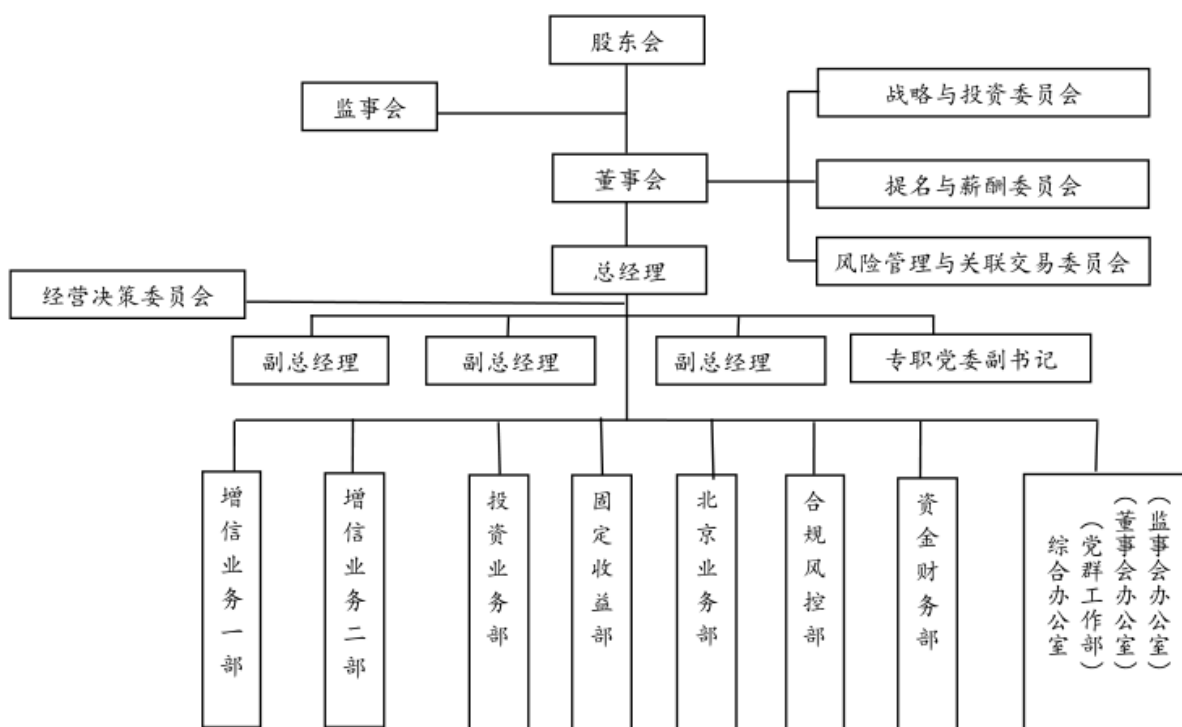 股东会
监事会
战略与投资委员会
董事会
提名与薪酬委员会
总经理
风险管理与关联交易委员会
经营决策委员会
副总经理
副总经理
副总经理
专职党委副书记
增信业务一部
增信业务二部
投资业务部
固定收益部
北京业务部
合规风控部
资金财务部
综合办公室
（党群工作部）
（董事会办公室）
（监事会办公室）